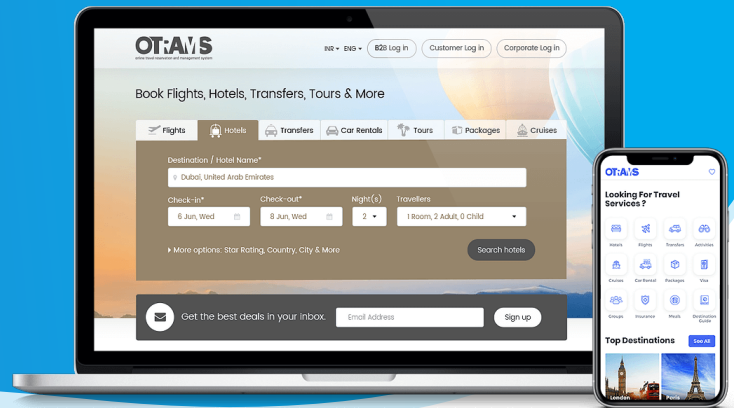 OTRAMS
online travel reservation and management system
INR ENG B2B Log in Customer Log in Corporate Log in
Book Flights, Hotels, Transfers, Tours & More
Flights Hotels Transfers Car Rentals Tours Packages Cruises
Destination / Hotel Name*
Dubai, United Arab Emirates
Check-in* Check-out* Night(s) Travellers
6 Jun, Wed 8 Jun, Wed 2 1 Room, 2 Adult, 0 Child
More options: Star Rating, Country, City & More
Search hotels
Get the best deals in your inbox. Email Address Sign up
OTRAMS
Looking For Travel
Services ?
Hotels Flights Transfers Activities
Cruises Car Rental Packages Visa
Groups Insurance Meals Destination
Guide
Top Destinations See All
London Paris